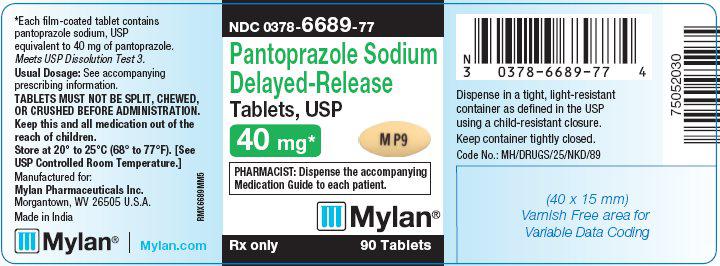 *Each film-coated tablet contains
pantoprazole sodium, USP
equivalent to 40 mg of pantoprazole.
Meets USP Dissolution Test 3.
Usual Dosage: See accompanying
prescribing information.
TABLETS MUST NOT BE SPLIT, CHEWED,
OR CRUSHED BEFORE ADMINISTRATION.
Keep this and all medication out of the
reach of children.
Store at 20° to 25°C (68° to 77°F). [See
USP Controlled Room Temperature.]
Manufactured for:
Mylan Pharmaceuticals Inc.
Morgantown, WV 26505 U.S.A.
Made in India
Mylan®
Mylan.com
RMX6689MM5
NDC 0378-6689-77
Pantoprazole Sodium
Delayed-Release
Tablets, USP
40 mg*
M P9
PHARMACIST: Dispense the accompanying
Medication Guide to each patient.
Mylan®
Rx only 90 Tablets
N
3 0378-6689-77 4
Dispense in a tight, light-resistant
container as defined in the USP
using a child-resistant closure.
Keep container tightly closed.
Code No.: MH/DRUGS/25/NKD/89
75052030
(40 x 15 mm)
Varnish Free area for
Variable Data Coding